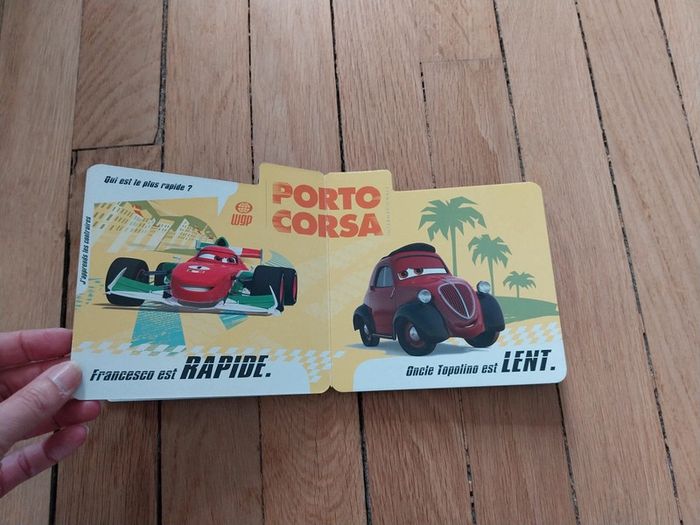 Qui est le plus rapide ?
J'apprends les contraires
WGP
PORTO
CORSA
Francesco est RAPIDE.
Oncle Topolino est LENT.